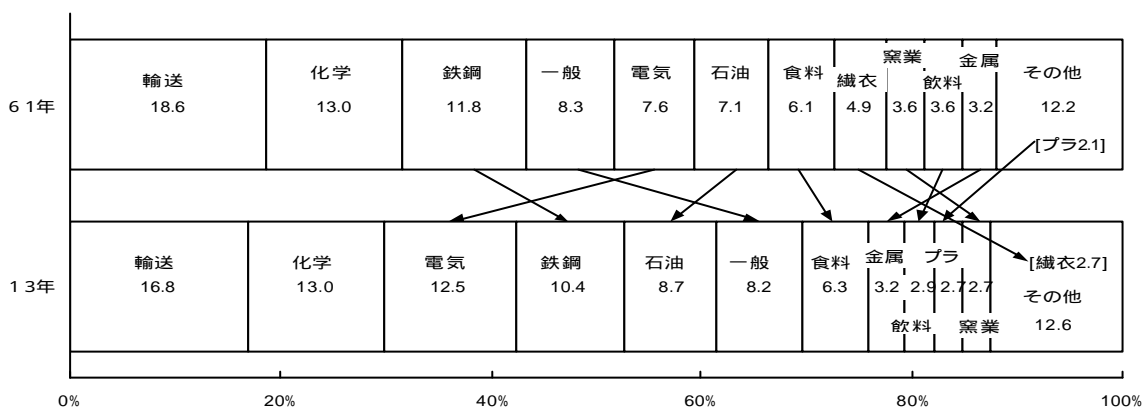 輸送 化学 鉄鋼 一般 電気 石油 食料 繊衣 窯業 飲料 金属 その他
61年 18.6 13.0 11.8 8.3 7.6 7.1 6.1 4.9 3.6 3.6 3.2 12.2
[プラ2.1]
輸送 化学 電気 鉄鋼 石油 一般 食料 金属 プラ [繊衣2.7]
13年 16.8 13.0 12.5 10.4 8.7 8.2 6.3 3.2 2.9 2.7 2.7 その他
飲料 窯業 12.6
0% 20% 40% 60% 80% 100%